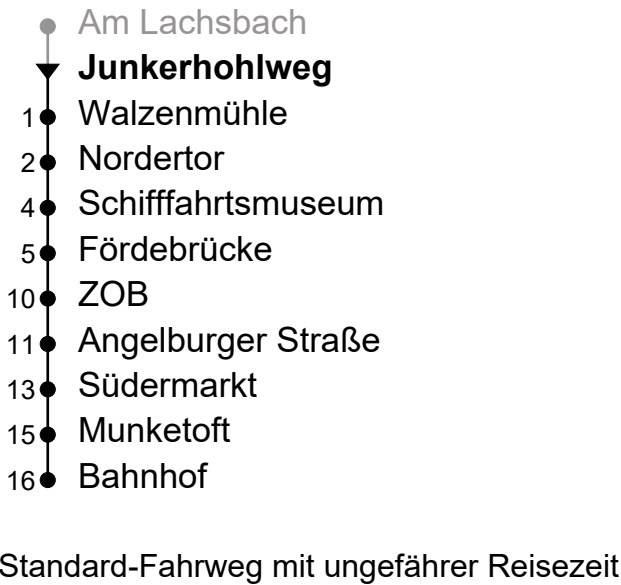 Am Lachsbach
Junkerhohlweg
1 Walzenmühle
2 Nordertor
4 Schifffahrtsmuseum
5 Fördebrücke
10 ZOB
11 Angelburger Straße
13 Südermarkt
15 Munketoft
16 Bahnhof
Standard-Fahrweg mit ungefährer Reisezeit